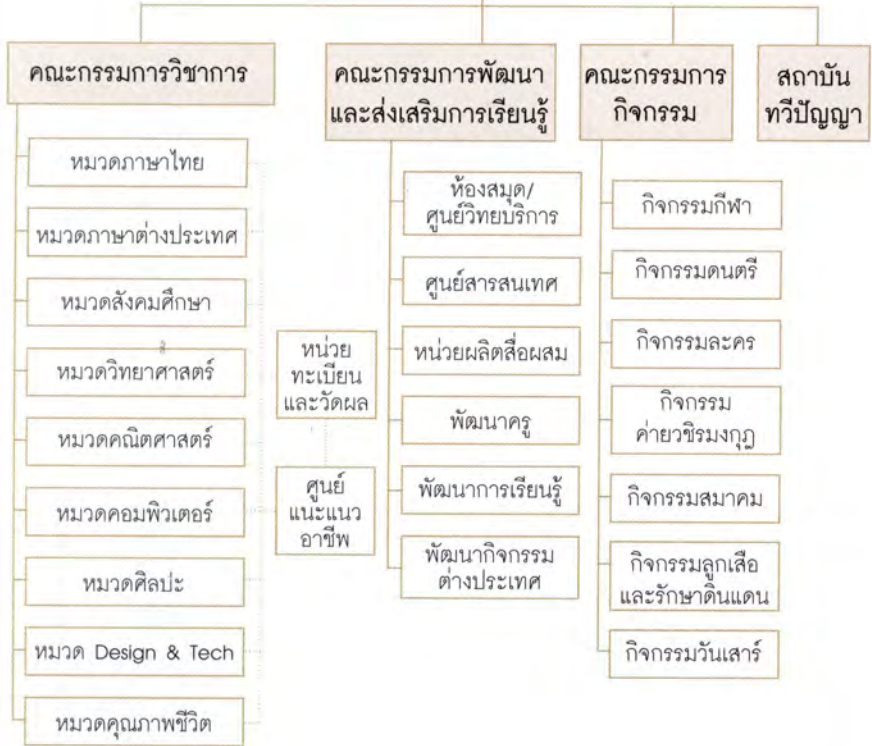 คณะกรรมการวิชาการ
หมวดภาษาไทย
หมวดภาษาต่างประเทศ
หมวดสังคมศึกษา
หมวดวิทยาศาสตร์
หมวดคณิตศาสตร์
หมวดคอมพิวเตอร์
หมวดศิลปะ
หมวด Design & Tech
หมวดคุณภาพชีวิต
หน่วย
ทะเบียน
และวัดผล
ศูนย์
แนะแนว
อาชีพ
คณะกรรมการพัฒนา
และส่งเสริมการเรียนรู้
ห้องสมุด/
ศูนย์วิทยบริการ
ศูนย์สารสนเทศ
หน่วยผลิตสื่อผสม
พัฒนาครู
พัฒนาการเรียนรู้
พัฒนากิจกรรม
ต่างประเทศ
คณะกรรมการ
กิจกรรม
กิจกรรมกีฬา
กิจกรรมดนตรี
กิจกรรมละคร
กิจกรรม
ค่ายวชิรมงกุฎ
กิจกรรมสมาคม
กิจกรรมลูกเสือ
และรักษาดินแดน
กิจกรรมวันเสาร์
สถาบัน
ทวีปัญญา